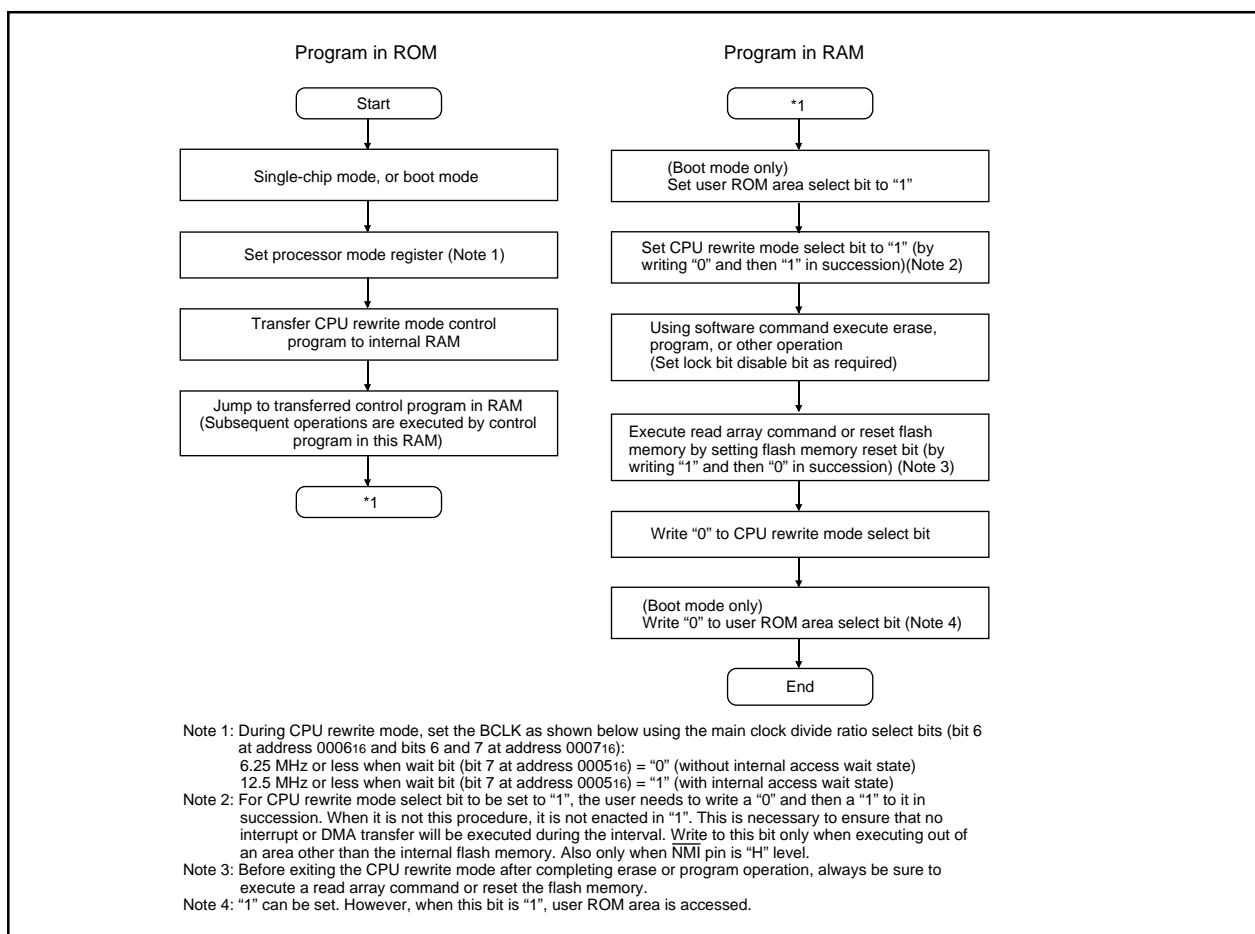 Program in ROM
Start
Single-chip mode, or boot mode
Set processor mode register (Note 1)
Transfer CPU rewrite mode control
program to internal RAM
Jump to transferred control program in RAM
(Subsequent operations are executed by control
program in this RAM)
*1
Program in RAM
*1
(Boot mode only)
Set user ROM area select bit to “1”
Set CPU rewrite mode select bit to “1” (by
writing “0” and then “1” in succession)(Note 2)
Using software command execute erase,
program, or other operation
(Set lock bit disable bit as required)
Execute read array command or reset flash
memory by setting flash memory reset bit (by
writing “1” and then “0” in succession) (Note 3)
Write “0” to CPU rewrite mode select bit
(Boot mode only)
Write “0” to user ROM area select bit (Note 4)
End
Note 1: During CPU rewrite mode, set the BCLK as shown below using the main clock divide ratio select bits (bit 6
at address 000616 and bits 6 and 7 at address 000716):
6.25 MHz or less when wait bit (bit 7 at address 000516) = “0” (without internal access wait state)
12.5 MHz or less when wait bit (bit 7 at address 000516) = “1” (with internal access wait state)
Note 2: For CPU rewrite mode select bit to be set to “1”, the user needs to write a “0” and then a “1” to it in
succession. When it is not this procedure, it is not enacted in “1”. This is necessary to ensure that no
interrupt or DMA transfer will be executed during the interval. Write to this bit only when executing out of
an area other than the internal flash memory. Also only when NMI pin is “H” level.
Note 3: Before exiting the CPU rewrite mode after completing erase or program operation, always be sure to
execute a read array command or reset the flash memory.
Note 4: “1” can be set. However, when this bit is “1”, user ROM area is accessed.